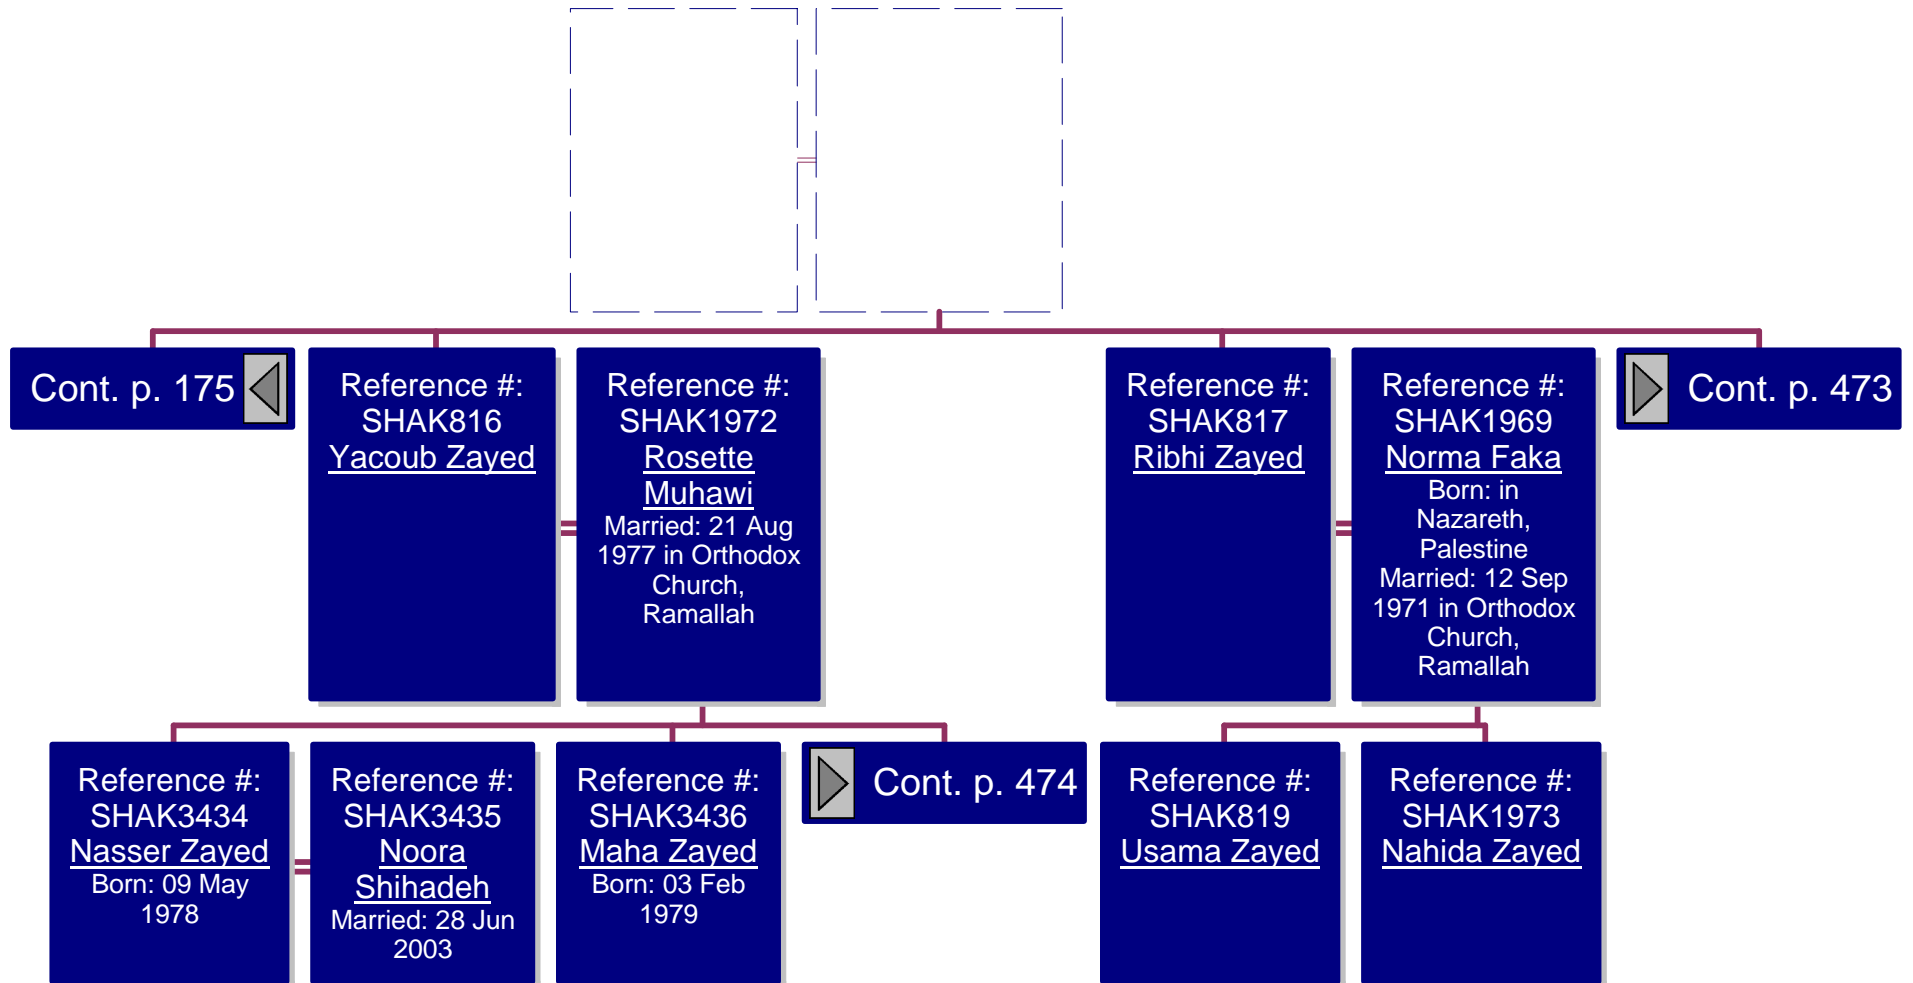 Cont. p. 175
Reference #:
SHAK816
Yacoub Zayed
Reference #:
SHAK1972
Rosette
Muhawi
Married: 21 Aug
1977 in Orthodox
Church,
Ramallah
Reference #:
SHAK817
Ribhi Zayed
Reference #:
SHAK1969
Norma Faka
Born: in
Nazareth,
Palestine
Married: 12 Sep
1971 in Orthodox
Church,
Ramallah
Cont. p. 473
Reference #:
SHAK3434
Nasser Zayed
Born: 09 May
1978
Reference #:
SHAK3435
Noora
Shihadeh
Married: 28 Jun
2003
Reference #:
SHAK3436
Maha Zayed
Born: 03 Feb
1979
Cont. p. 474
Reference #:
SHAK819
Usama Zayed
Reference #:
SHAK1973
Nahida Zayed